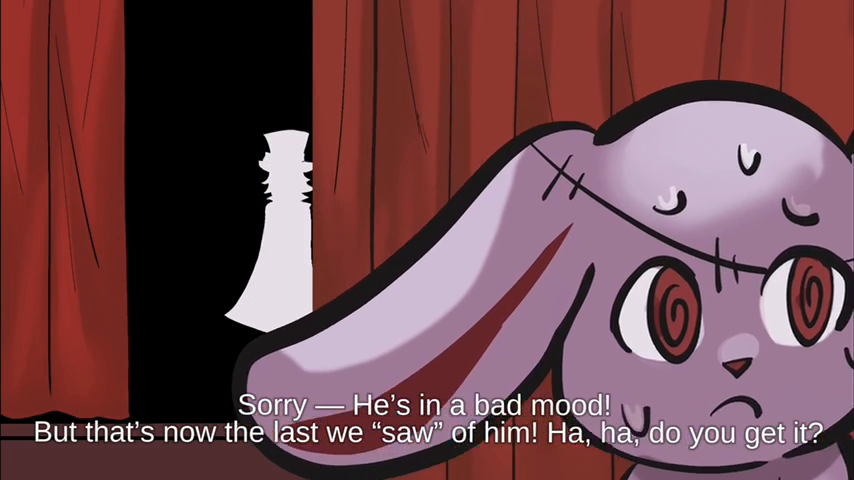 Sorry — He’s in a bad mood!
But that’s now the last we “saw” of him! Ha, ha, do you get it?